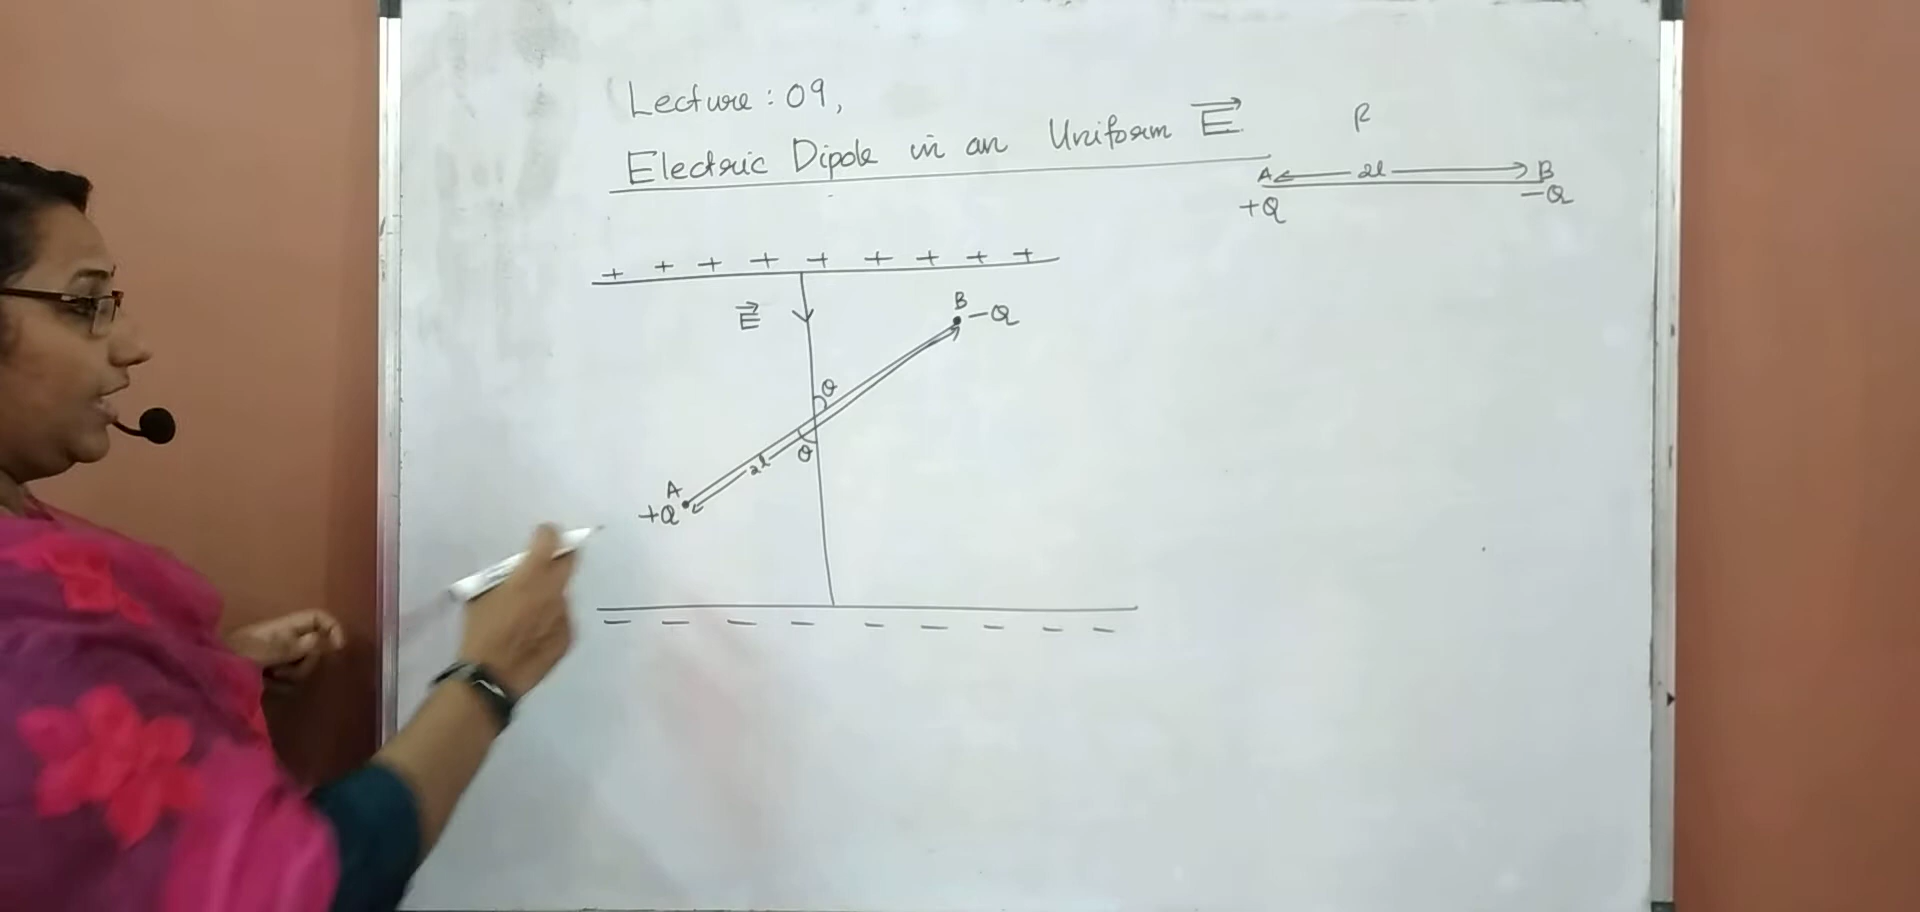 Lecture : 09,
Electric Dipole in an Uniform E
A 2l B
+Q -Q
+ + + + + + + + +
E
B
-Q
θ
θ
2l
A
+Q
- - - - - - - - -